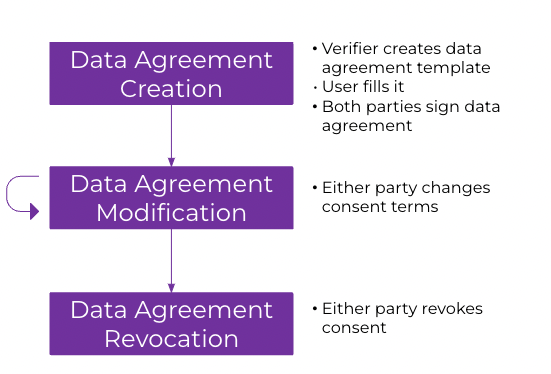 Data Agreement
Creation
• Verifier creates data
agreement template
• User fills it
• Both parties sign data
agreement
Data Agreement
Modification
• Either party changes
consent terms
Data Agreement
Revocation
• Either party revokes
consent